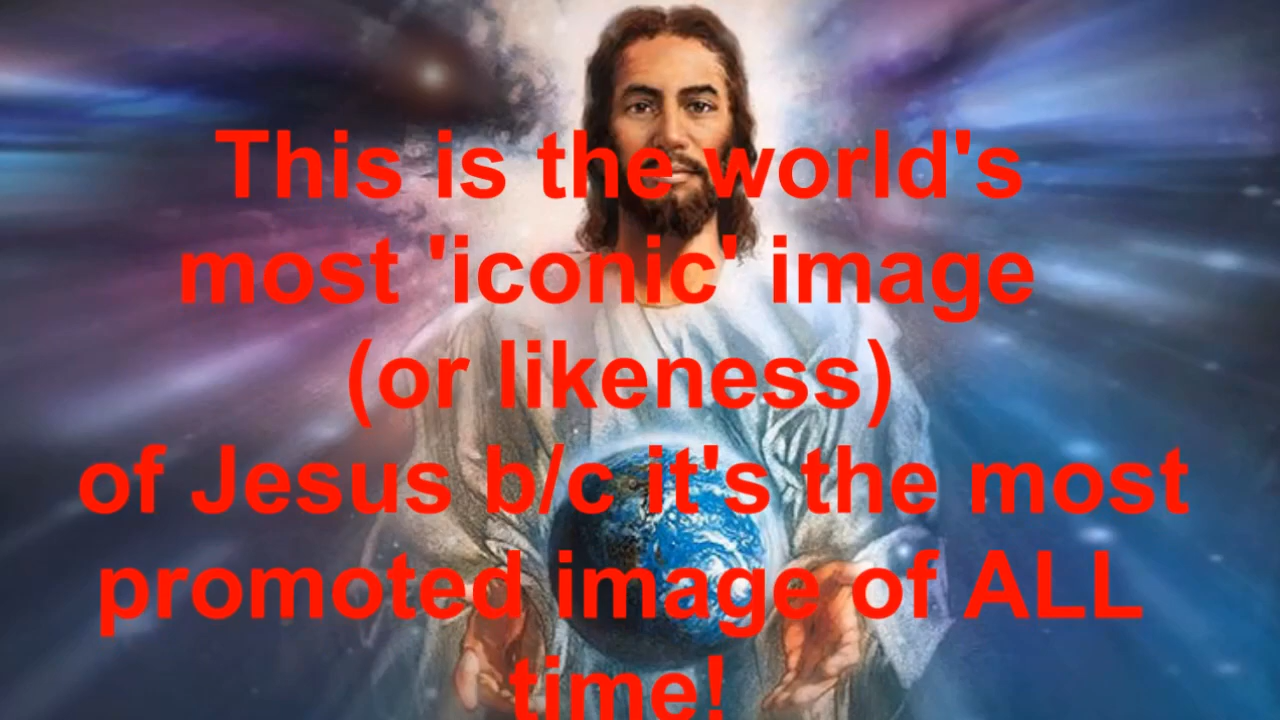 This is the world's
most 'iconic' image
(or likeness)
of Jesus b/c it's the most
promoted image of ALL
time!